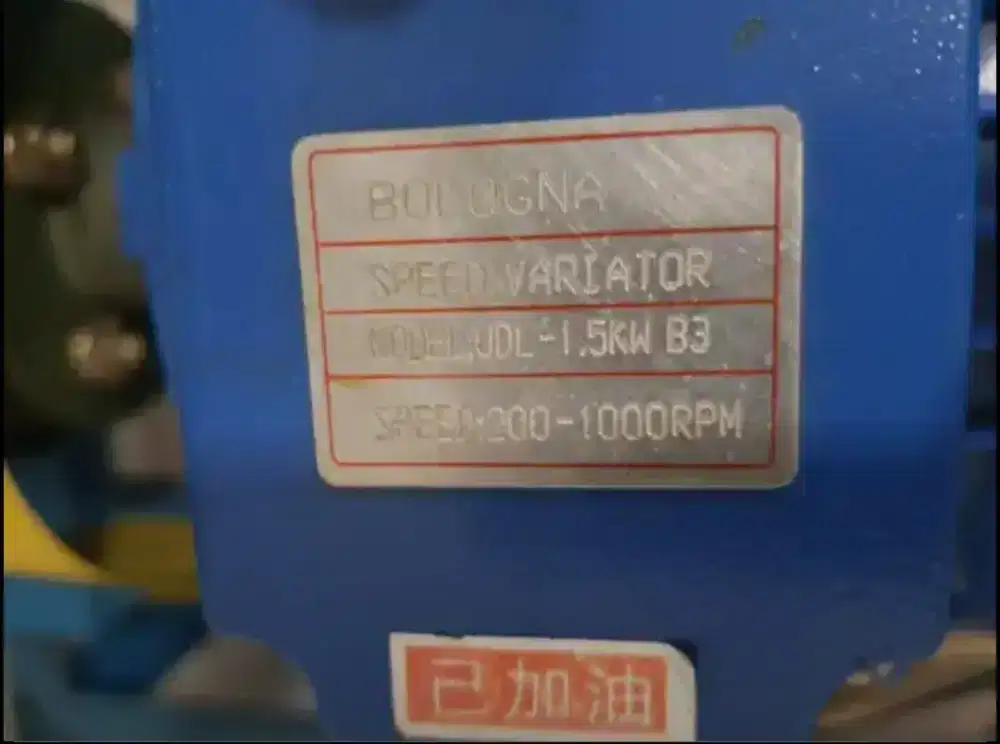 BOLOGNA
SPEED VARIATOR
MODEL:UDL-1.5KW B3
SPEED:200-1000RPM
已加油